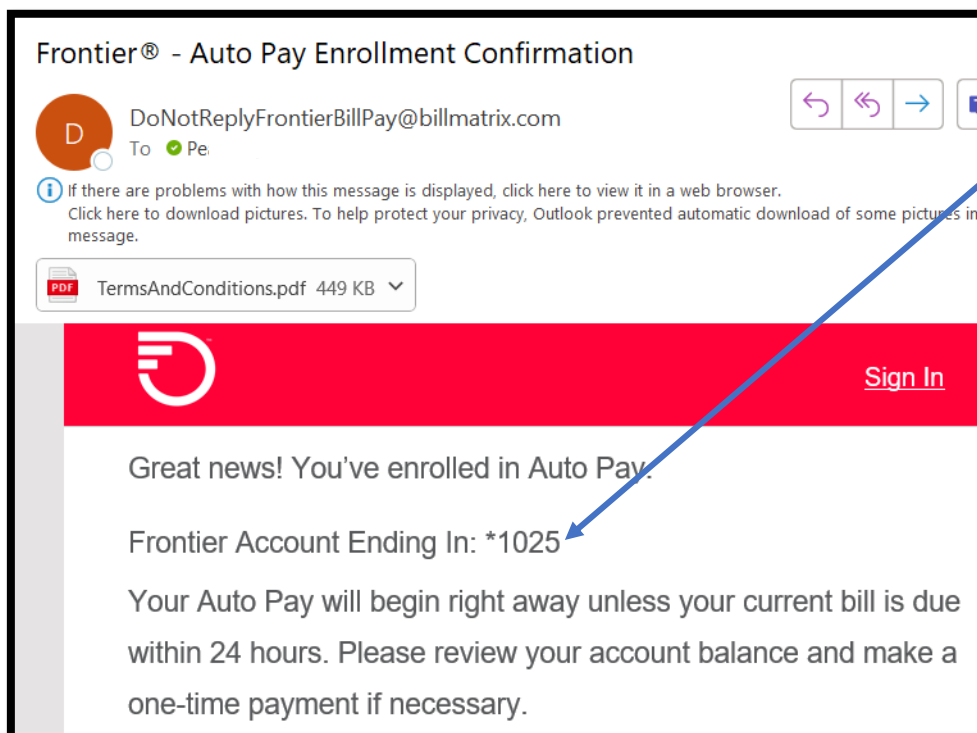 Frontier® - Auto Pay Enrollment Confirmation
D
DoNotReplyFrontierBillPay@billmatrix.com
To
If there are problems with how this message is displayed, click here to view it in a web browser.
Click here to download pictures. To help protect your privacy, Outlook prevented automatic download of some pictures in
message.
PDF TermsAndConditions.pdf 449 KB
Sign In
Great news! You’ve enrolled in Auto Pay.
Frontier Account Ending In: *1025
Your Auto Pay will begin right away unless your current bill is due
within 24 hours. Please review your account balance and make a
one-time payment if necessary.